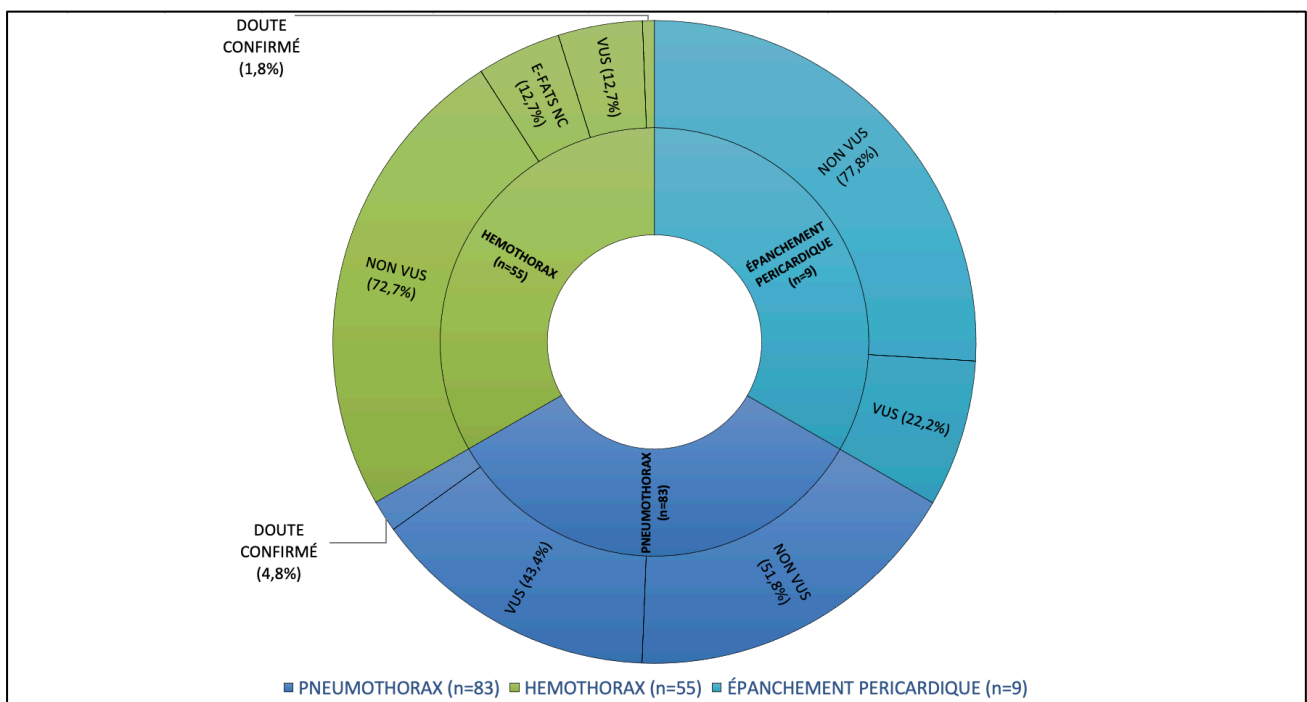 DOUTE
CONFIRMÉ
(1,8%)
VUS (12,7%)
E-FATS NC
(12,7%)
NON VUS
(77,8%)
HEMOTHORAX
(n=55)
ÉPANCHEMENT
PERICARDIQUE
(n=9)
NON VUS
(72,7%)
VUS (22,2%)
PNEUMOTHORAX
(n=83)
DOUTE
CONFIRMÉ
(4,8%)
VUS (43,4%)
NON VUS
(51,8%)
PNEUMOTHORAX (n=83) HEMOTHORAX (n=55) ÉPANCHEMENT PERICARDIQUE (n=9)